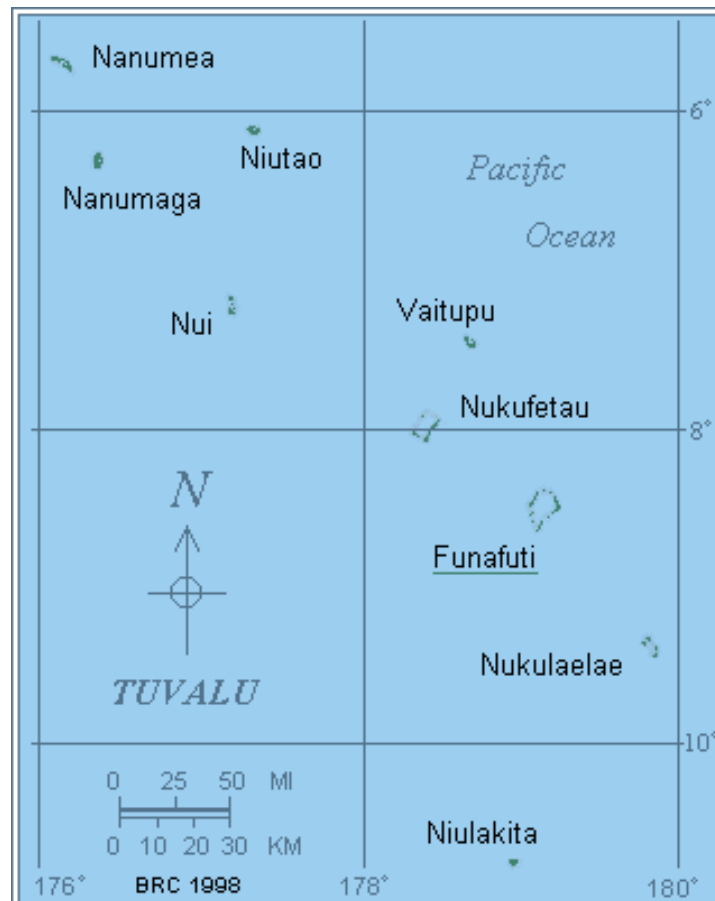 Nanumea
6°
Niutao
Pacific
Nanumaga
Ocean
Vaitupu
Nui
Nukufetau
8°
N
Funafuti
Nukulaelae
TUVALU
10°
0 25 50 MI
Niulakita
0 10 20 30 KM
176° BRC 1998 178° 180°